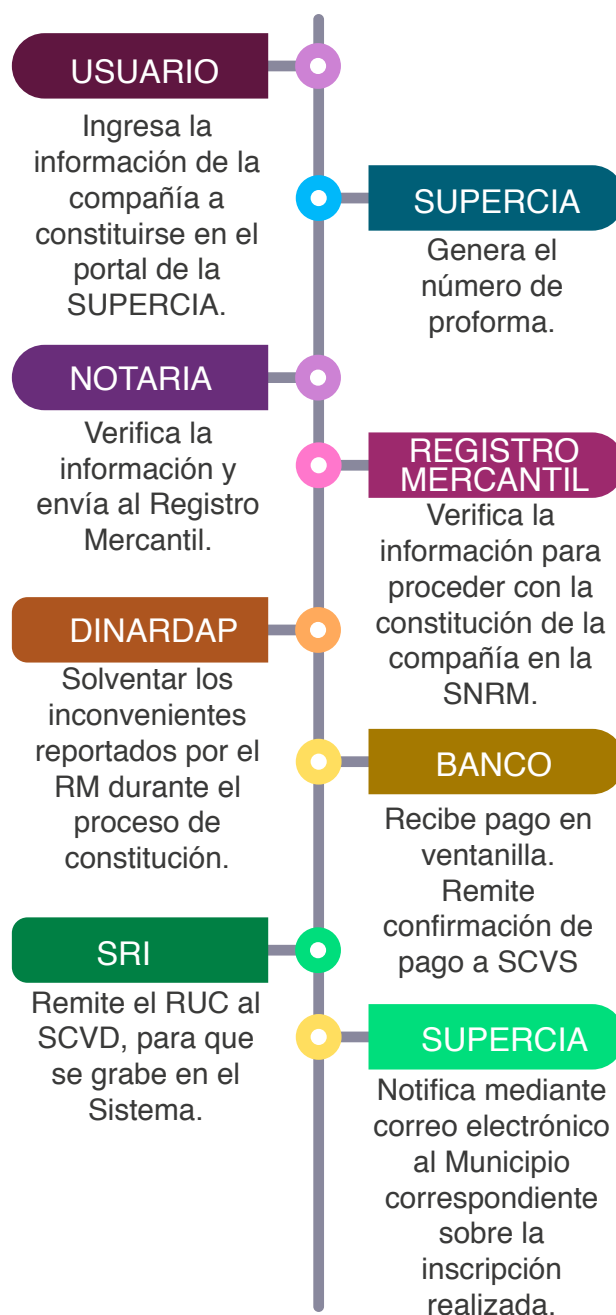 USUARIO
Ingresa la
información de la
compañía a
constituirse en el
portal de la
SUPERCIA.
SUPERCIA
Genera el
número de
proforma.
NOTARIA
Verifica la
información y
envía al Registro
Mercantil.
REGISTRO
MERCANTIL
Verifica la
información para
proceder con la
constitución de la
compañía en la
SNRM.
DINARDAP
Solventar los
inconvenientes
reportados por el
RM durante el
proceso de
constitución.
BANCO
Recibe pago en
ventanilla.
Remite
confirmación de
pago a SCVS
SRI
Remite el RUC al
SCVD, para que
se grabe en el
Sistema.
SUPERCIA
Notifica mediante
correo electrónico
al Municipio
correspondiente
sobre la
inscripción
realizada.